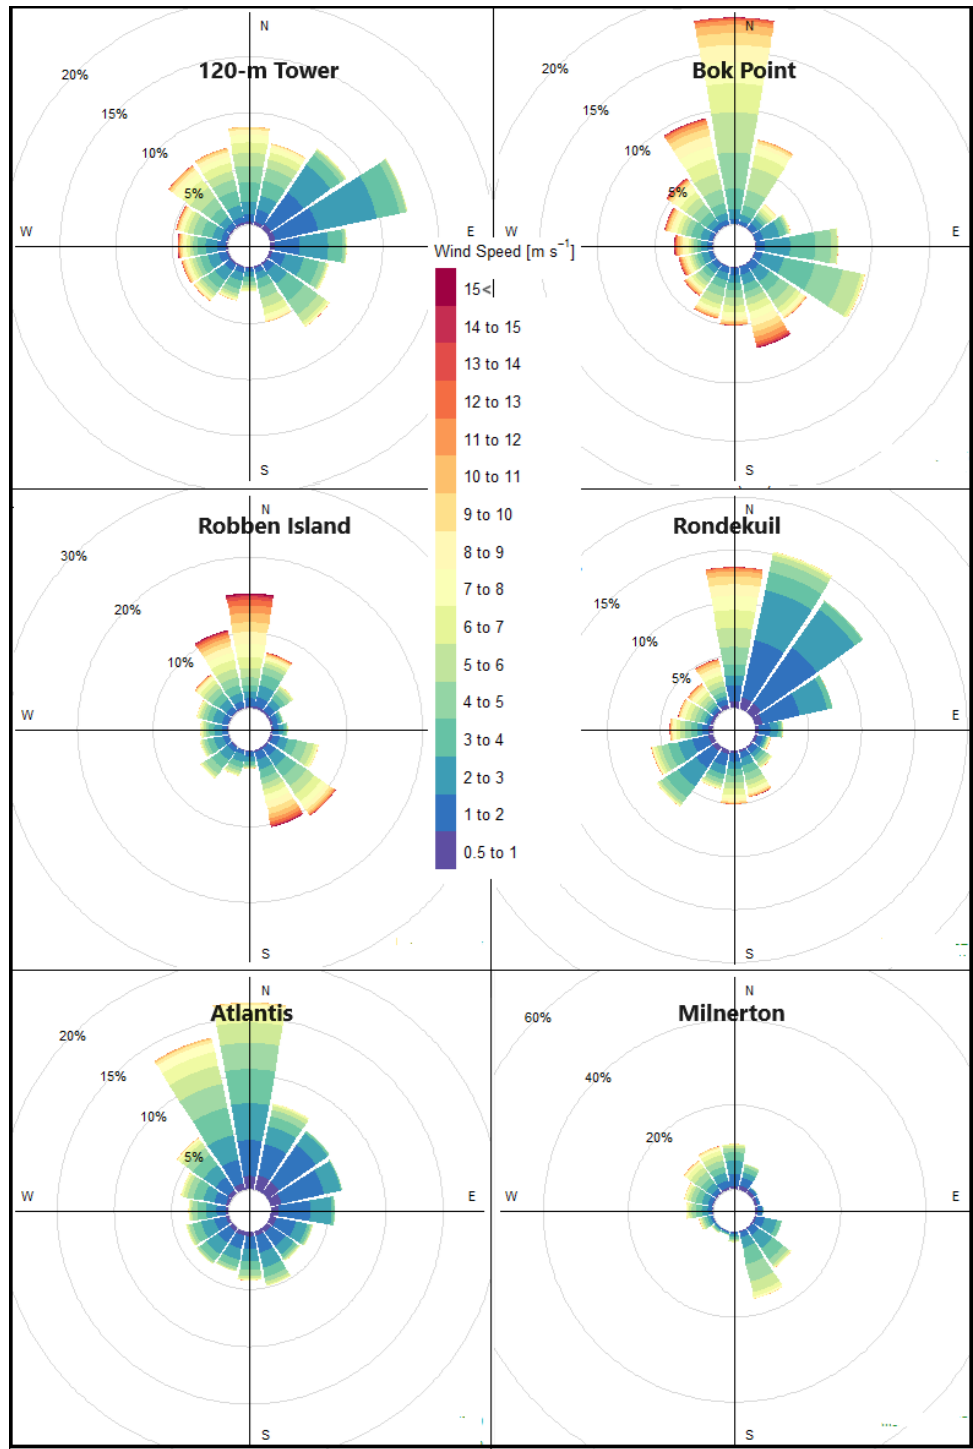 N
20%
120-m Tower
15%
10%
5%
W
E
S
N
20%
Bok Point
15%
10%
5%
W
E
S
Wind Speed [m s⁻¹]
15<
14 to 15
13 to 14
12 to 13
11 to 12
10 to 11
9 to 10
8 to 9
7 to 8
6 to 7
5 to 6
4 to 5
3 to 4
2 to 3
1 to 2
0.5 to 1
N
Robben Island
30%
20%
10%
W
S
N
Rondekuil
15%
10%
5%
E
S
N
Atlantis
20%
15%
10%
5%
W
E
S
N
Milnerton
60%
40%
20%
W
E
S